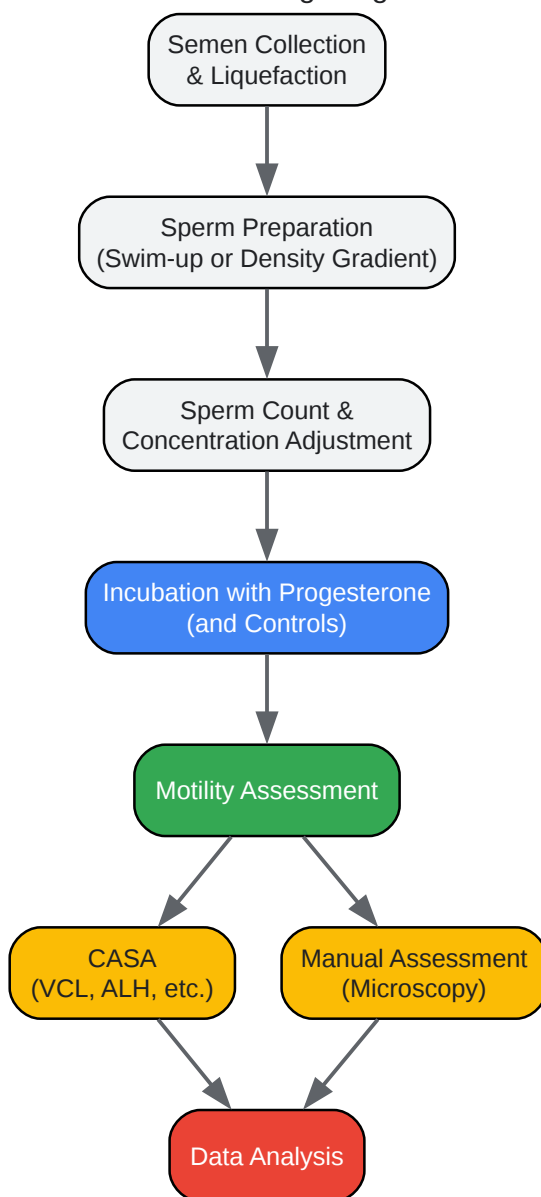 Semen Collection
& Liquefaction
Sperm Preparation
(Swim-up or Density Gradient)
Sperm Count &
Concentration Adjustment
Incubation with Progesterone
(and Controls)
Motility Assessment
CASA
(VCL, ALH, etc.)
Manual Assessment
(Microscopy)
Data Analysis